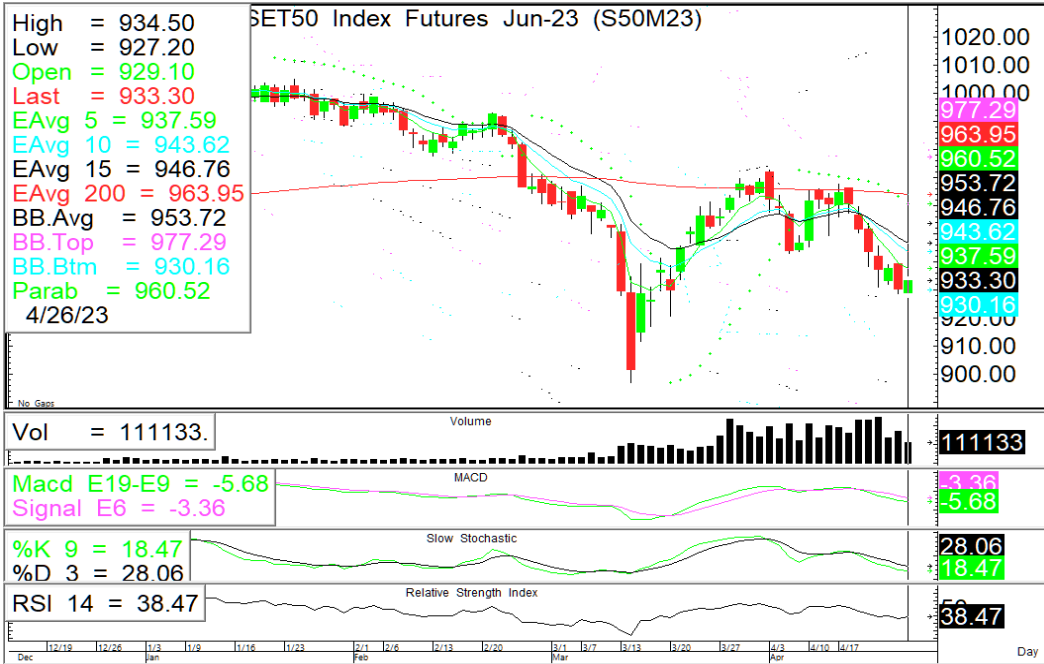 SET50 Index Futures Jun-23 (S50M23)
High = 934.50
Low = 927.20
Open = 929.10
Last = 933.30
EAvg 5 = 937.59
EAvg 10 = 943.62
EAvg 15 = 946.76
EAvg 200 = 963.95
BB.Avg = 953.72
BB.Top = 977.29
BB.Btm = 930.16
Parab = 960.52
4/26/23
1020.00
1010.00
1000.00
977.29
963.95
960.52
953.72
946.76
943.62
937.59
933.30
930.16
920.00
910.00
900.00
No Gaps
Volume
Vol = 111133.
111133
MACD
Macd E19-E9 = -5.68
Signal E6 = -3.36
-3.36
-5.68
Slow Stochastic
%K 9 = 18.47
%D 3 = 28.06
28.06
18.47
Relative Strength Index
RSI 14 = 38.47
50
38.47
12/19 12/26 1/3 1/9 1/16 1/23 2/1 2/6 2/13 2/20 3/1 3/7 3/13 3/20 3/27 4/3 4/10 4/17
Dec Jan Feb Mar Apr Day